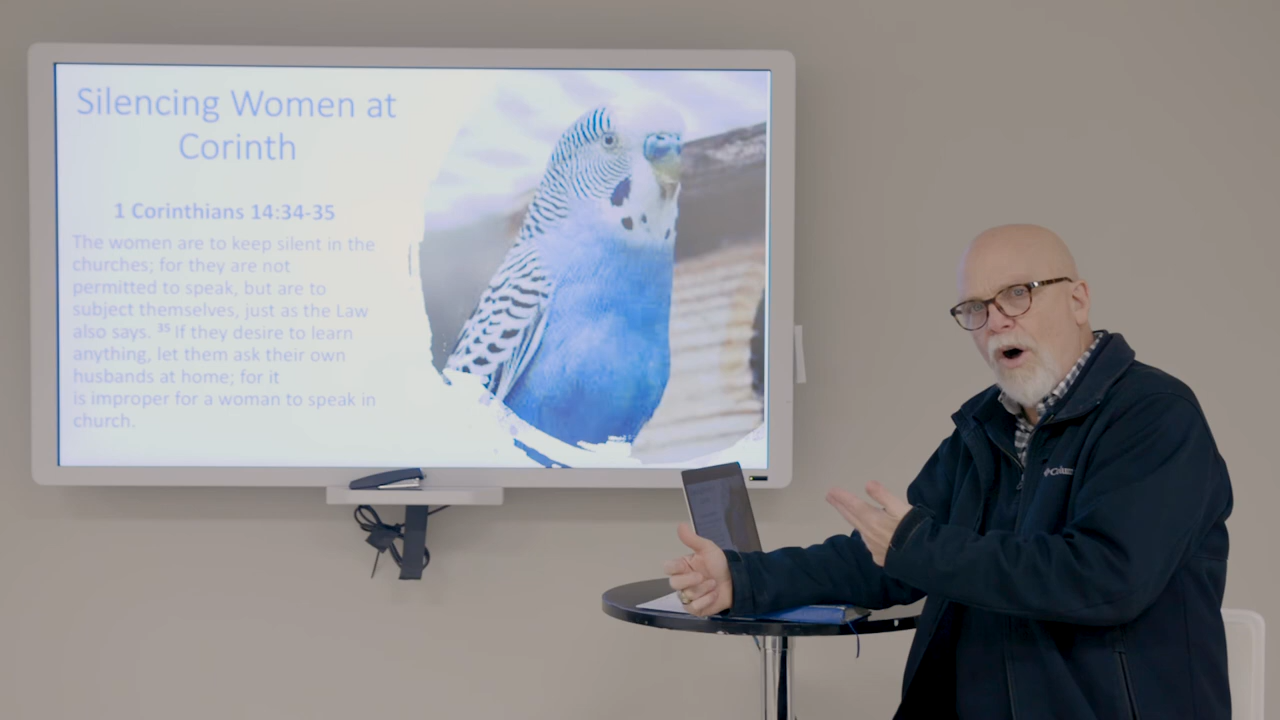 Silencing Women at
Corinth
1 Corinthians 14:34-35
The women are to keep silent in the
churches; for they are not
permitted to speak, but are to
subject themselves, just as the Law
also says. 35 If they desire to learn
anything, let them ask their own
husbands at home; for it
is improper for a woman to speak in
church.
Columbia